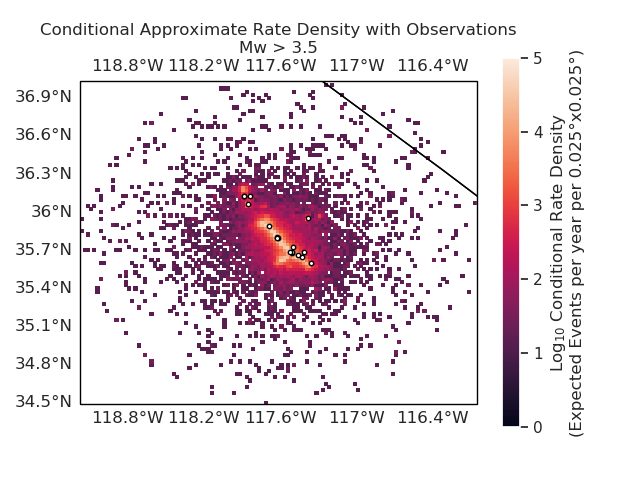 Conditional Approximate Rate Density with Observations
Mw > 3.5
118.8°W 118.2°W 117.6°W 117°W 116.4°W
36.9°N
36.6°N
36.3°N
36°N
35.7°N
35.4°N
35.1°N
34.8°N
34.5°N
118.8°W 118.2°W 117.6°W 117°W 116.4°W
5
4
3
2
1
0
Log₁₀ Conditional Rate Density
(Expected Events per year per 0.025°x0.025°)